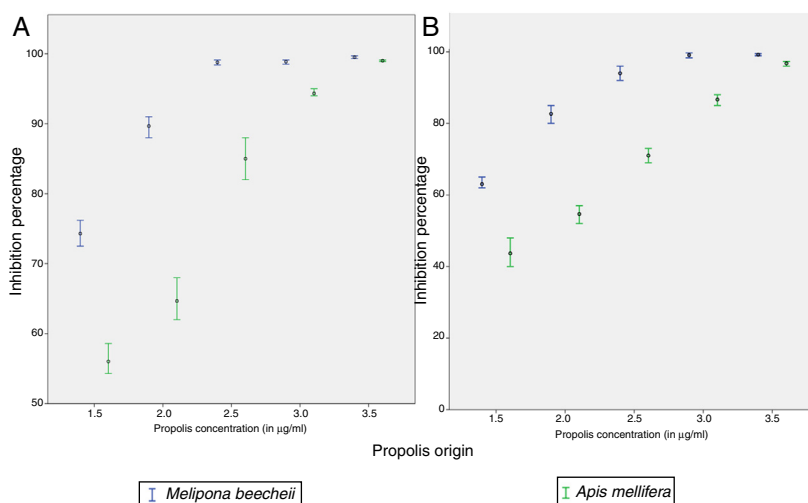 A
B
100
90
80
70
60
50
Inhibition percentage
1.5 2.0 2.5 3.0 3.5
Propolis concentration (in μg/ml)
100
80
60
40
20
0
Inhibition percentage
1.5 2.0 2.5 3.0 3.5
Propolis concentration (in μg/ml)
Propolis origin
Melipona beecheii
Apis mellifera